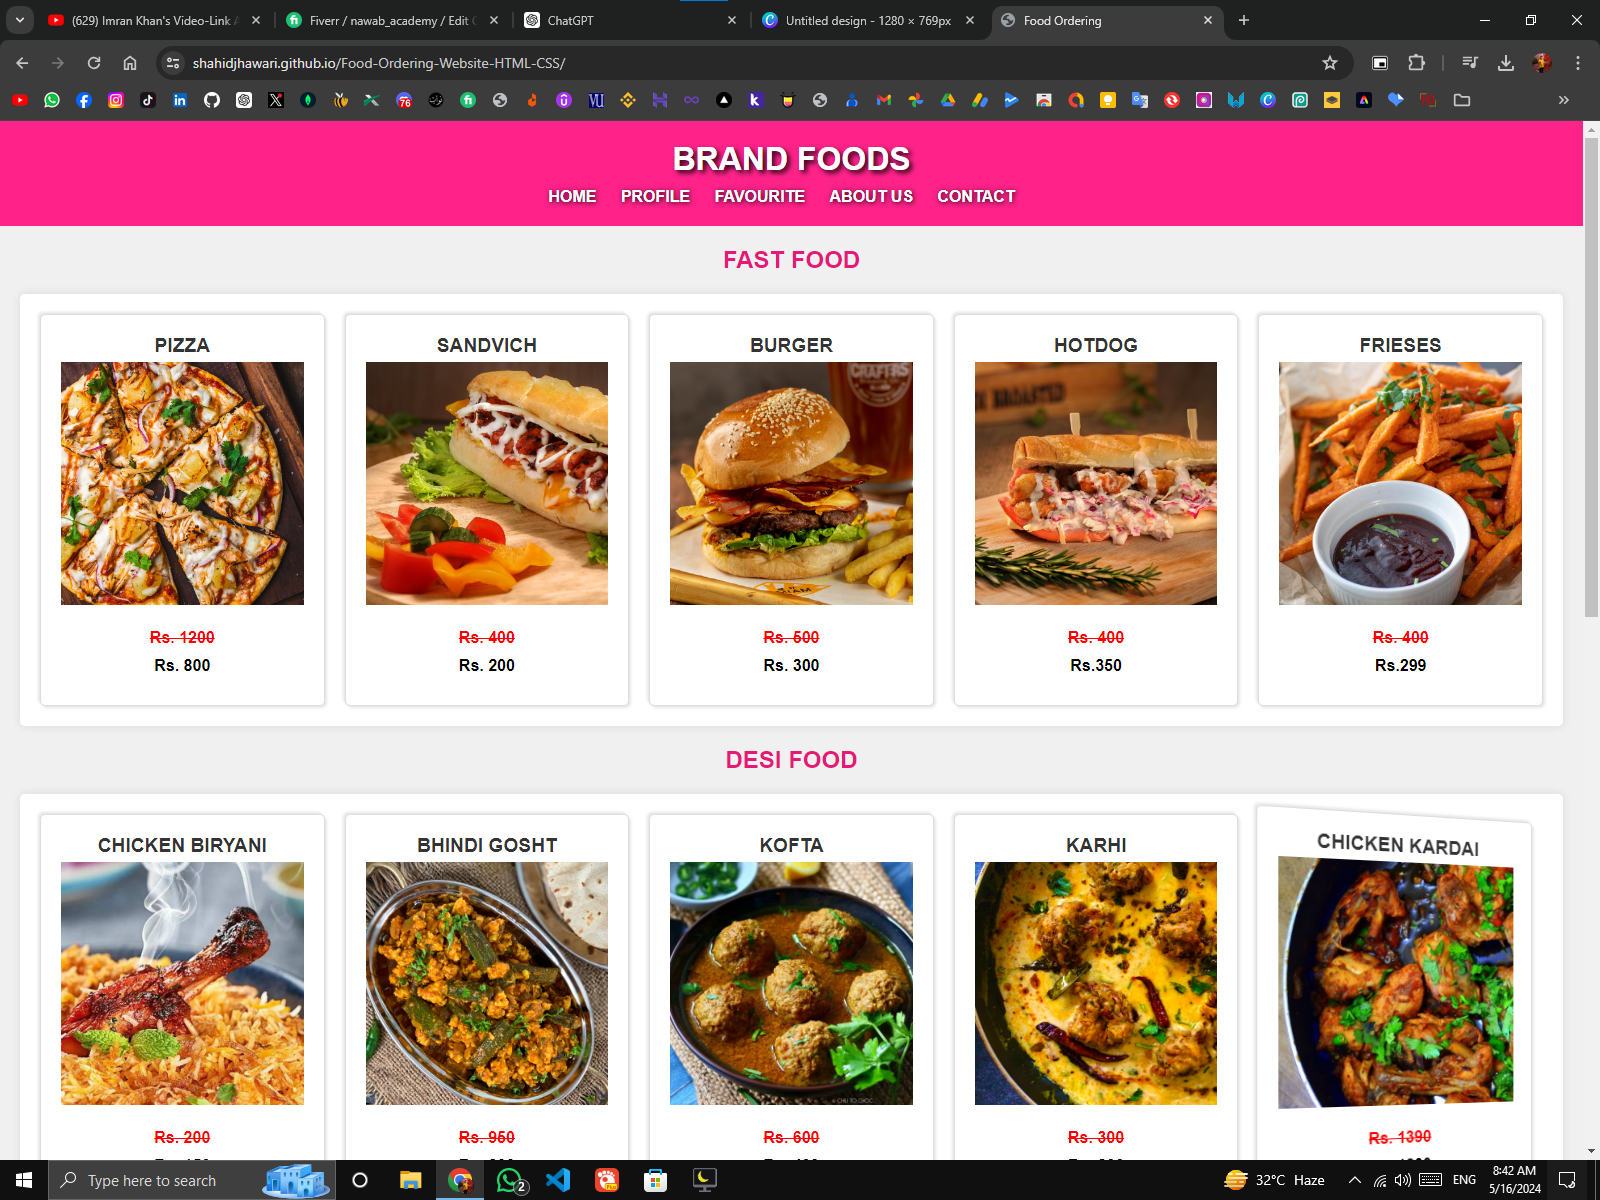 (629) Imran Khan's Video-Link
Fiverr / nawab_academy / Edit
ChatGPT
Untitled design - 1280 × 769px
Food Ordering
shahidjhawari.github.io/Food-Ordering-Website-HTML-CSS/
BRAND FOODS
HOME PROFILE FAVOURITE ABOUT US CONTACT
FAST FOOD
PIZZA
Rs. 1200
Rs. 800
SANDVICH
Rs. 400
Rs. 200
BURGER
Rs. 500
Rs. 300
HOTDOG
Rs. 400
Rs.350
FRIESES
Rs. 400
Rs.299
DESI FOOD
CHICKEN BIRYANI
Rs. 200
BHINDI GOSHT
Rs. 950
KOFTA
Rs. 600
KARHI
Rs. 300
CHICKEN KARDAI
Rs. 1390
Type here to search
2
32°C Haze
ENG
8:42 AM
5/16/2024